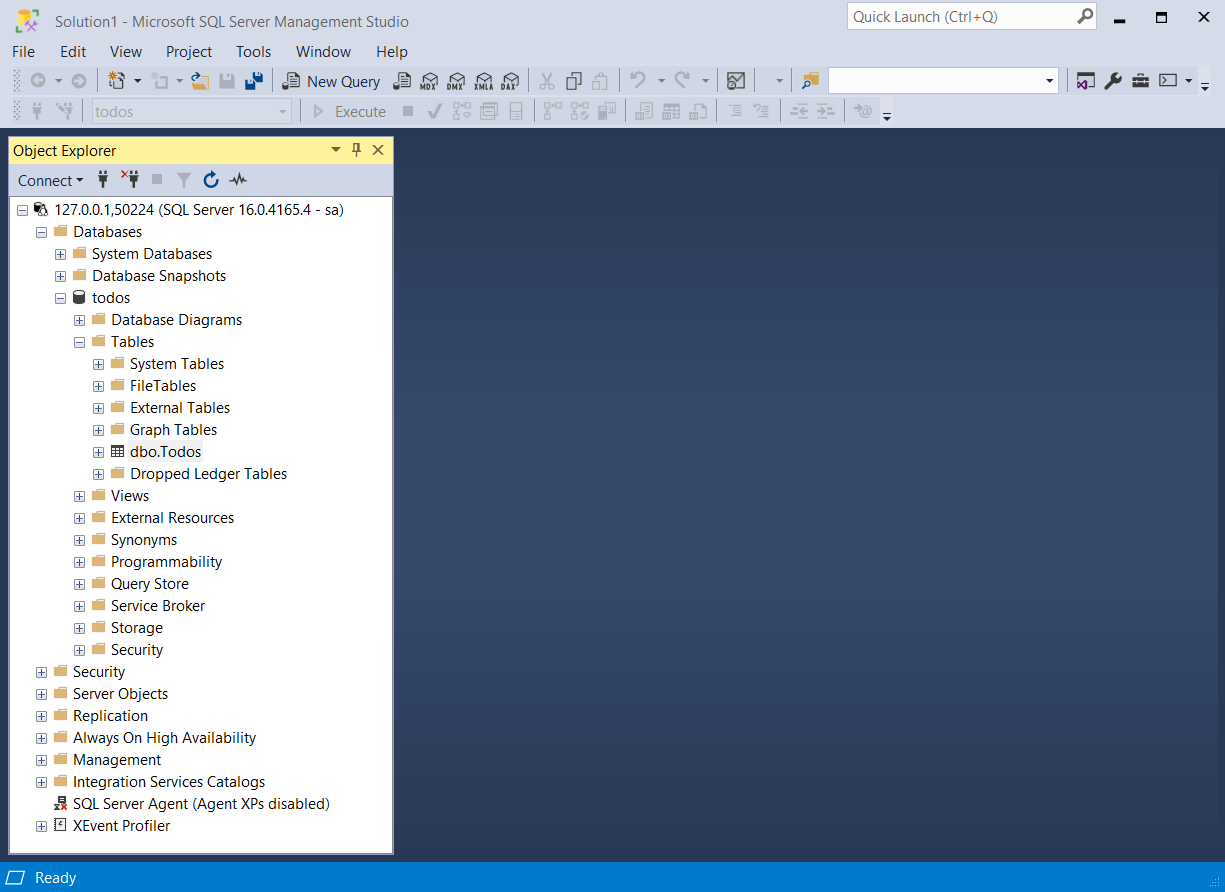 Solution1 - Microsoft SQL Server Management Studio
Quick Launch (Ctrl+Q)
File Edit View Project Tools Window Help
New Query MDX DMX XMLA DAX
todos Execute
Object Explorer
Connect
127.0.0.1,50224 (SQL Server 16.0.4165.4 - sa)
Databases
System Databases
Database Snapshots
todos
Database Diagrams
Tables
System Tables
FileTables
External Tables
Graph Tables
dbo.Todos
Dropped Ledger Tables
Views
External Resources
Synonyms
Programmability
Query Store
Service Broker
Storage
Security
Security
Server Objects
Replication
Always On High Availability
Management
Integration Services Catalogs
SQL Server Agent (Agent XPs disabled)
XEvent Profiler
Ready